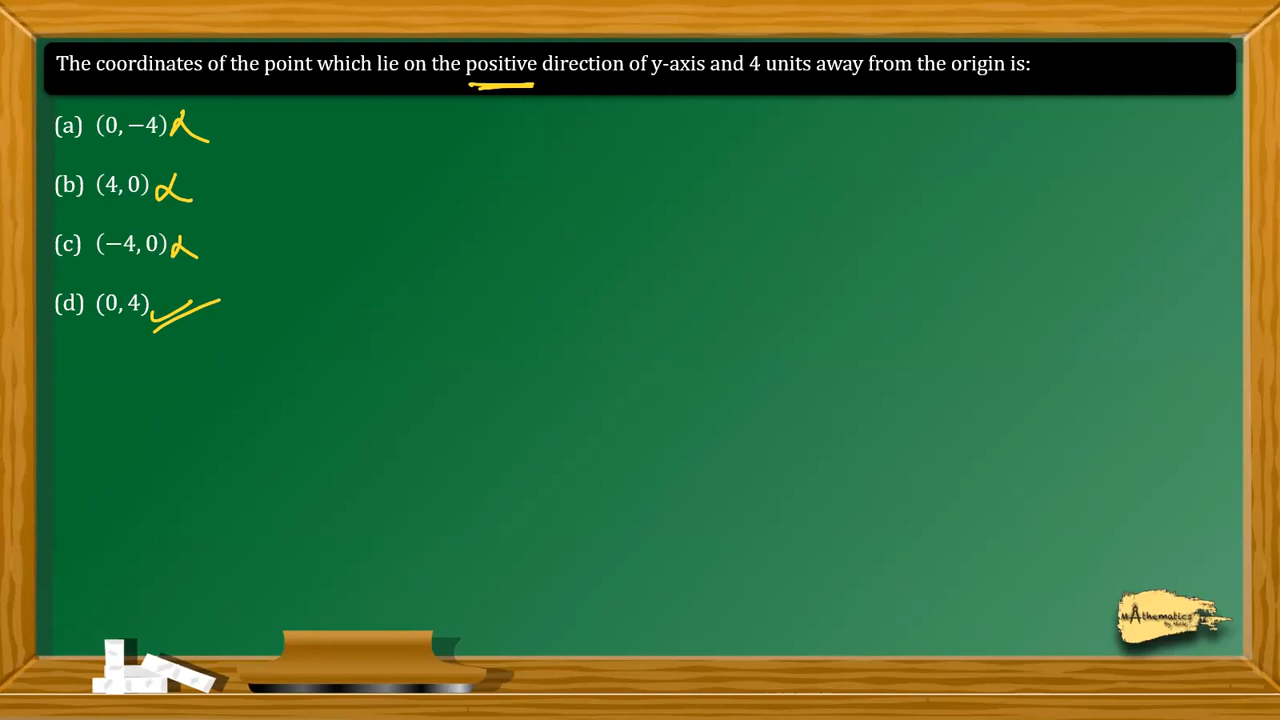 The coordinates of the point which lie on the positive direction of y-axis and 4 units away from the origin is:
(a) (0, −4)
(b) (4, 0)
(c) (−4, 0)
(d) (0, 4)
MAthematics